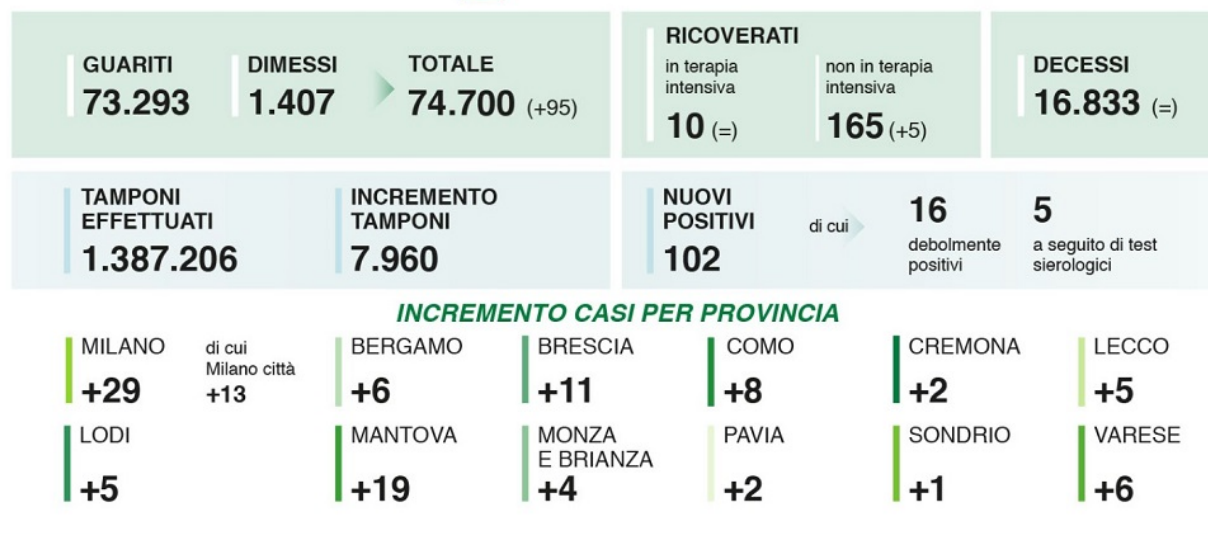 GUARITI
73.293
DIMESSI
1.407
TOTALE
74.700 (+95)
RICOVERATI
in terapia
intensiva
10 (=)
non in terapia
intensiva
165 (+5)
DECESSI
16.833 (=)
TAMPONI
EFFETTUATI
1.387.206
INCREMENTO
TAMPONI
7.960
NUOVI
POSITIVI
102
di cui
16
debolmente
positivi
5
a seguito di test
sierologici
INCREMENTO CASI PER PROVINCIA
MILANO
+29
di cui
Milano città
+13
BERGAMO
+6
BRESCIA
+11
COMO
+8
CREMONA
+2
LECCO
+5
LODI
+5
MANTOVA
+19
MONZA
E BRIANZA
+4
PAVIA
+2
SONDRIO
+1
VARESE
+6